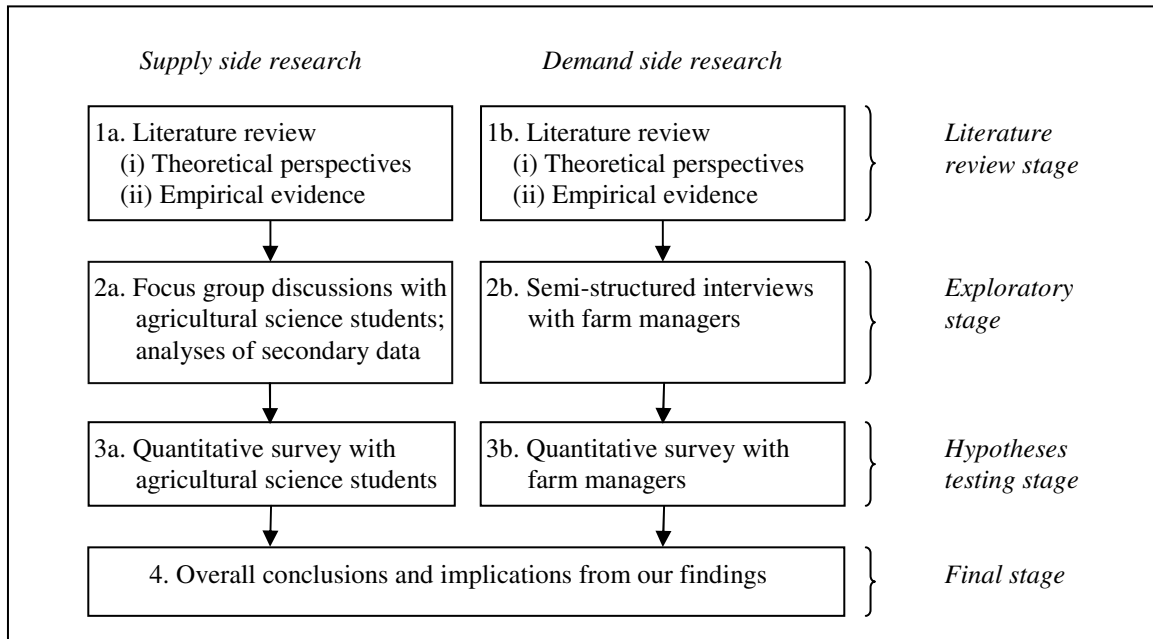 Supply side research
Demand side research
1a. Literature review
(i) Theoretical perspectives
(ii) Empirical evidence
1b. Literature review
(i) Theoretical perspectives
(ii) Empirical evidence
Literature
review stage
2a. Focus group discussions with
agricultural science students;
analyses of secondary data
2b. Semi-structured interviews
with farm managers
Exploratory
stage
3a. Quantitative survey with
agricultural science students
3b. Quantitative survey with
farm managers
Hypotheses
testing stage
4. Overall conclusions and implications from our findings
Final stage